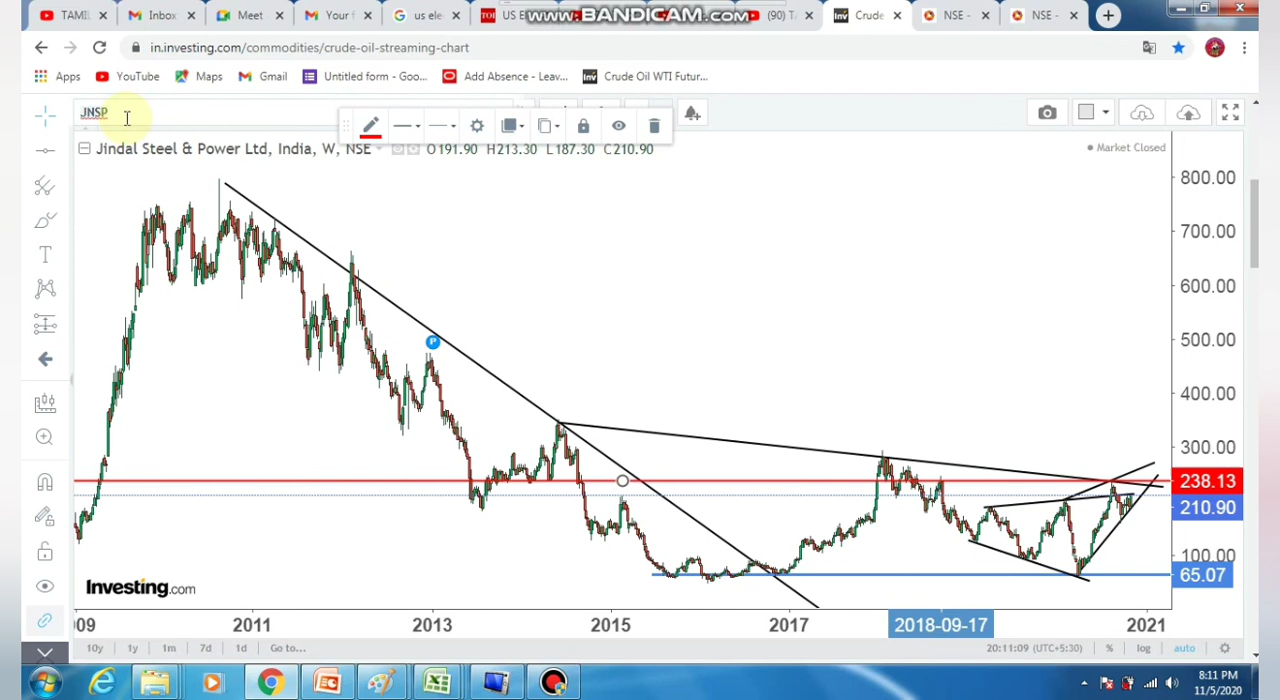 TAMIL
Inbox
Meet
Your f
us ele
US E
www.BANDICAM.com
(90) Ta
Crude
NSE -
NSE -
in.investing.com/commodities/crude-oil-streaming-chart
Apps
YouTube
Maps
Gmail
Untitled form - Goo...
Add Absence - Leav...
Crude Oil WTI Futur...
JNSP
Jindal Steel & Power Ltd, India, W, NSE
O191.90 H213.30 L187.30 C210.90
Market Closed
800.00
700.00
600.00
500.00
400.00
300.00
238.13
210.90
100.00
65.07
P
Investing.com
09
2011
2013
2015
2017
2018-09-17
2021
10y
1y
1m
7d
1d
Go to...
20:11:09 (UTC+5:30)
%
log
auto
8:11 PM
11/5/2020